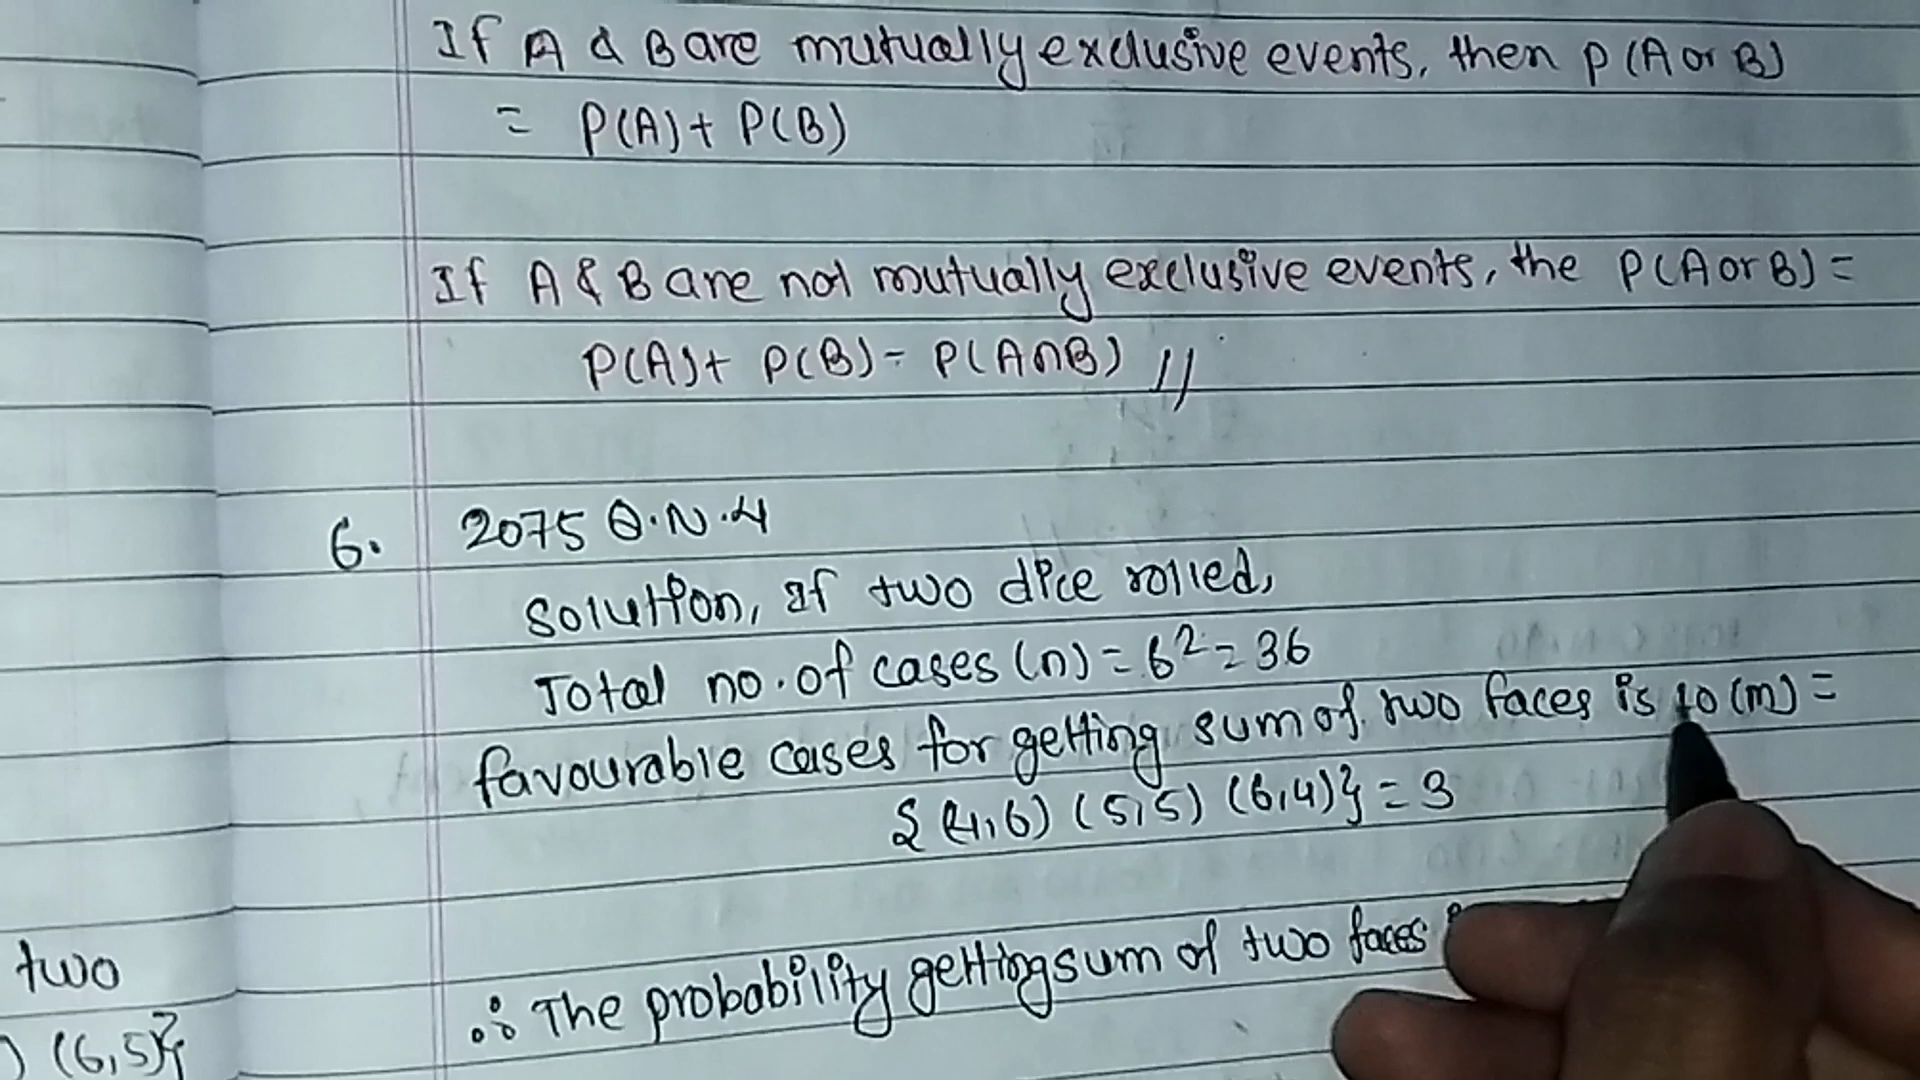 If A & B are mutually exclusive events, then P(A or B)
= P(A) + P(B)
If A & B are not mutually exclusive events, the P(A or B) =
P(A) + P(B) - P(A∩B) //
6. 2075 Q.N.4
Solution, If two dice rolled,
Total no. of cases (n) = 6² = 36
favourable cases for getting sum of two faces is 10 (m) =
{(4,6) (5,5) (6,4)} = 3
∴ The probability getting sum of two faces
two
) (6,5)}